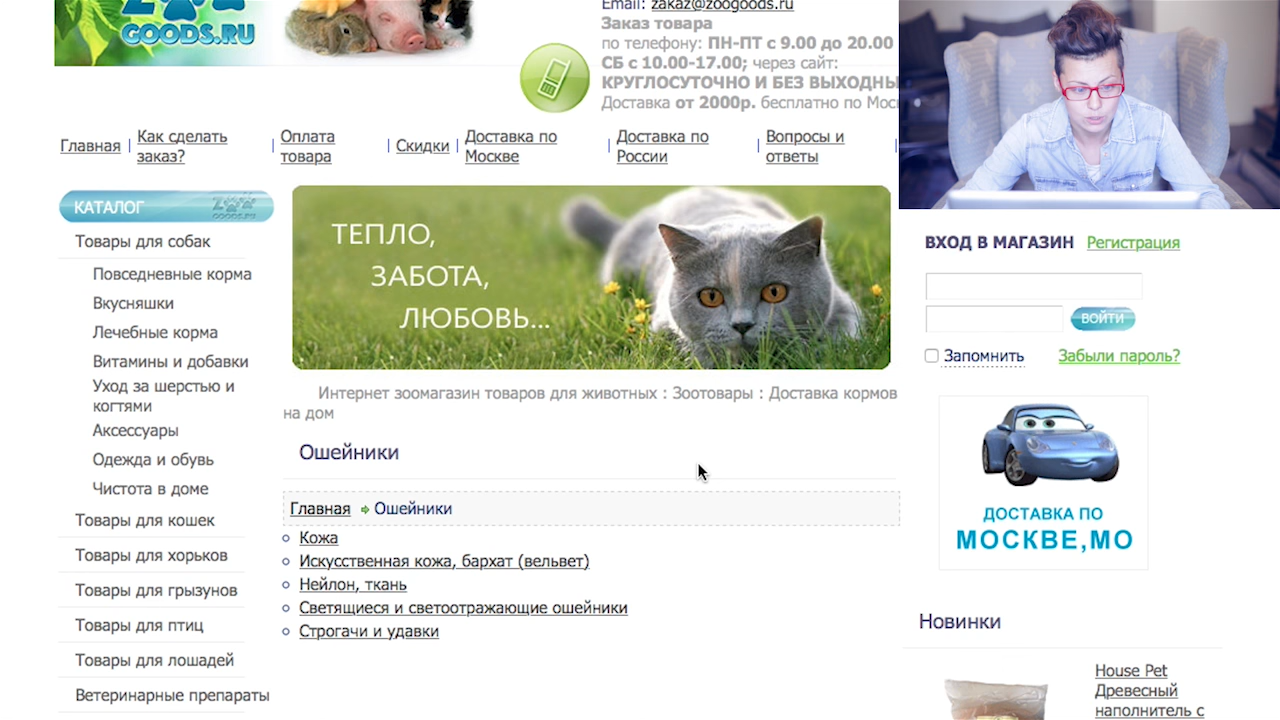 GOODS.RU
Email: zakaz@zoogoods.ru
Заказ товара
по телефону: ПН-ПТ с 9.00 до 20.00
СБ с 10.00-17.00; через сайт:
КРУГЛОСУТОЧНО И БЕЗ ВЫХОДНЫ
Доставка от 2000р. бесплатно по Мос
Главная
Как сделать
заказ?
Оплата
товара
Скидки
Доставка по
Москве
Доставка по
России
Вопросы и
ответы
КАТАЛОГ
ZOO
GOODS.RU
Товары для собак
Повседневные корма
Вкусняшки
Лечебные корма
Витамины и добавки
Уход за шерстью и
когтями
Аксессуары
Одежда и обувь
Чистота в доме
Товары для кошек
Товары для хорьков
Товары для грызунов
Товары для птиц
Товары для лошадей
Ветеринарные препараты
ТЕПЛО,
ЗАБОТА,
ЛЮБОВЬ...
Интернет зоомагазин товаров для животных : Зоотовары : Доставка кормов
на дом
Ошейники
Главная Ошейники
Кожа
Искусственная кожа, бархат (вельвет)
Нейлон, ткань
Светящиеся и светоотражающие ошейники
Строгачи и удавки
ВХОД В МАГАЗИН Регистрация
ВОЙТИ
Запомнить Забыли пароль?
ДОСТАВКА ПО
МОСКВЕ,МО
Новинки
House Pet
Древесный
наполнитель с